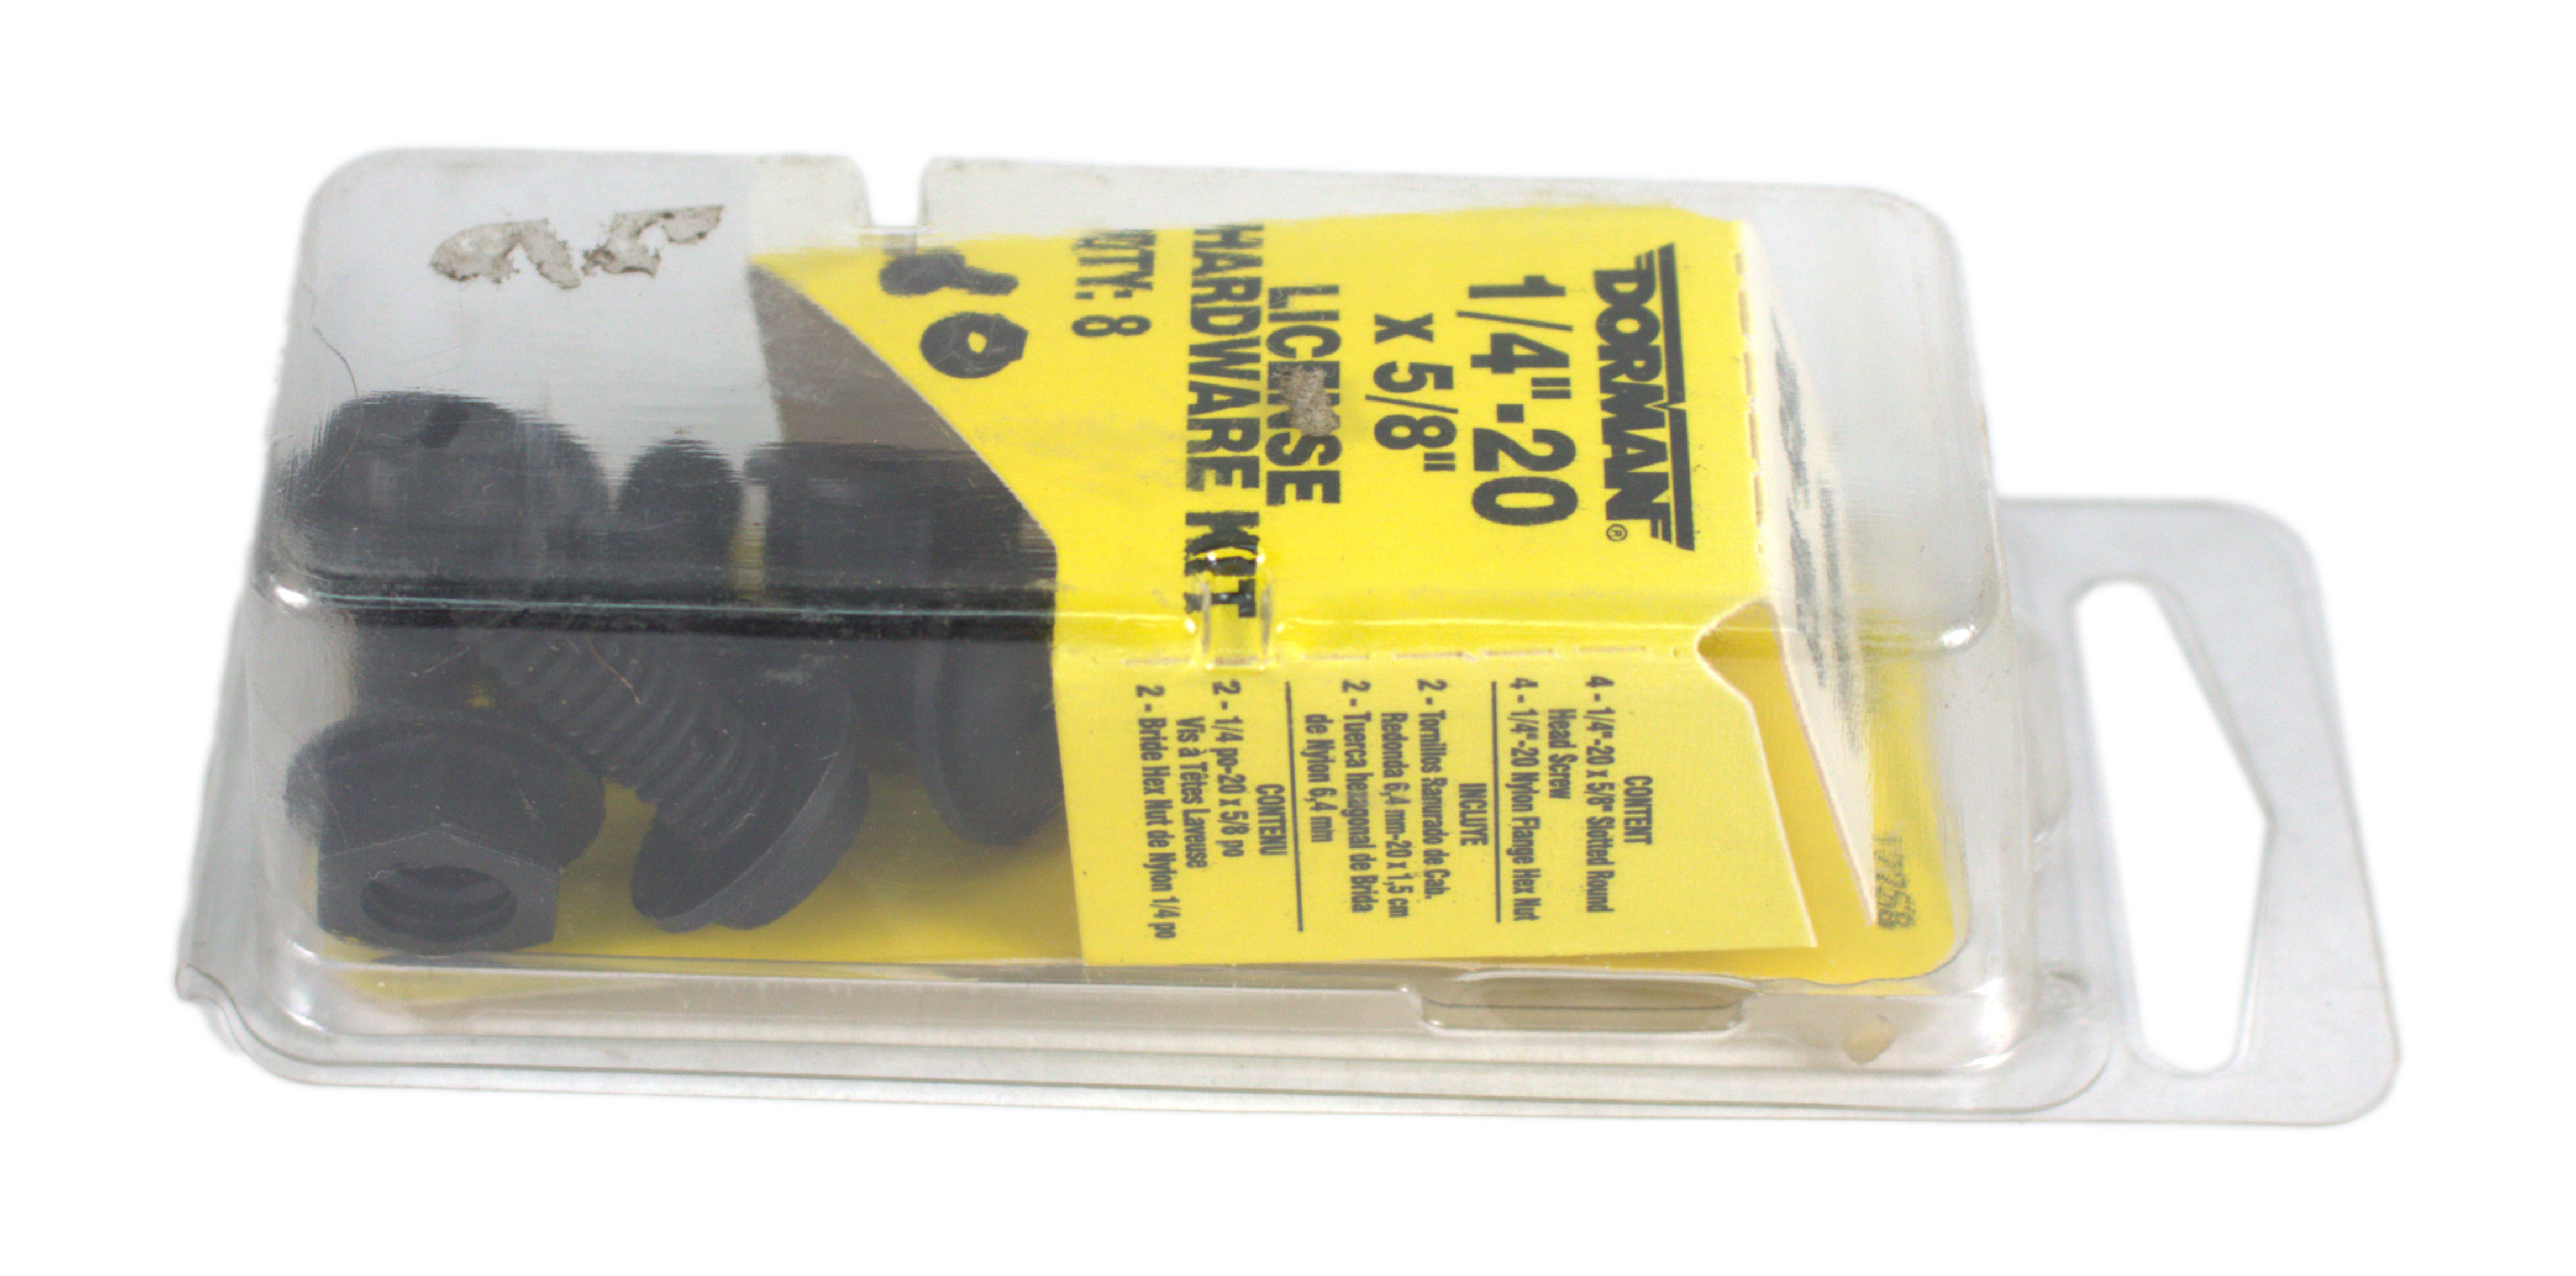 DORMAN®
1/4"-20
x 5/8"
LICENSE
HARDWARE KIT
QTY: 8
CONTENT
4 - 1/4"-20 x 5/8" Slotted Round
Head Screw
4 - 1/4"-20 Nylon Flange Hex Nut
INCLUYE
2 - Tornillos Ranurado de Cab.
Redonda 6,4 mm-20 x 1,5 cm
2 - Tuerca hexagonal de Brida
de Nylon 6,4 mm
CONTENU
2 - 1/4 po-20 x 5/8 po
Vis à Têtes Laveuse
2 - Bride Hex Nut de Nylon 1/4 po